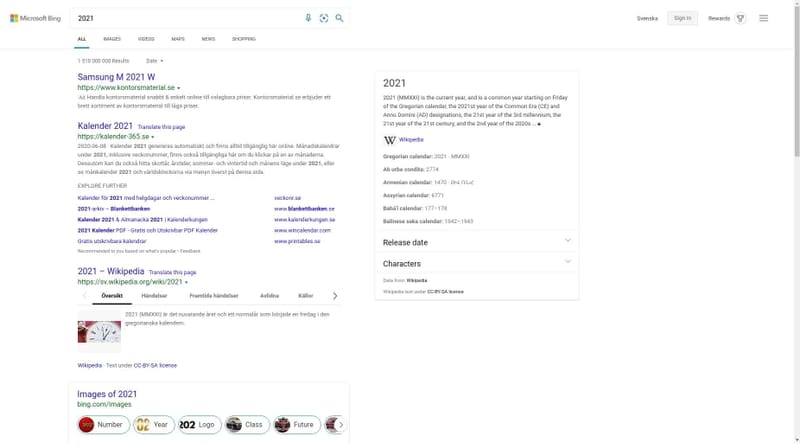 Microsoft Bing
2021
Svenska
Sign in
Rewards
ALL
IMAGES
VIDEOS
MAPS
NEWS
SHOPPING
1 510 000 000 Results
Date
Samsung M 2021 W
https://www.kontorsmaterial.se
Ad Handla kontorsmaterial snabbt & enkelt online till oslagbara priser. Kontorsmaterial.se erbjuder ett
brett sortiment av kontorsmaterial till låga priser.
Kalender 2021 Translate this page
https://kalender-365.se
2020-06-08 · Kalender 2021 genereras automatiskt och finns alltid tillgänglig här online. Månadskalendrar
under 2021, inklusive veckonummer, finns också tillgängliga här om du klickar på en av månaderna.
Dessutom kan du också hitta skottår, årstider, sommar- och vintertid och månens läge under 2021, eller
se månkalender 2021 och världsklockorna via menyn överst på denna sida.
EXPLORE FURTHER
Kalender för 2021 med helgdagar och veckonummer ...
veckonr.se
2021-arkiv – Blankettbanken
www.blankettbanken.se
Kalender 2021 & Almanacka 2021 | Kalenderkungen
www.kalenderkungen.se
2021 Kalender PDF - Gratis och Utskrivbar PDF Kalender
www.wincalendar.com
Gratis utskrivbara kalendrar
www.printables.se
Recommended to you based on what's popular • Feedback
2021 – Wikipedia Translate this page
https://sv.wikipedia.org/wiki/2021
Översikt
Händelser
Framtida händelser
Avlidna
Källor
2021 (MMXXI) är det nuvarande året och ett normalår som började en fredag i den
gregorianska kalendern.
Wikipedia · Text under CC-BY-SA license
Images of 2021
bing.com/images
Number
Year
Logo
Class
Future
2021
2021 (MMXXI) is the current year, and is a common year starting on Friday
of the Gregorian calendar, the 2021st year of the Common Era (CE) and
Anno Domini (AD) designations, the 21st year of the 3rd millennium, the
21st year of the 21st century, and the 2nd year of the 2020s ...
Wikipedia
Gregorian calendar: 2021 · MMXXI
Ab urbe condita: 2774
Armenian calendar: 1470 ·
Assyrian calendar: 6771
Bahá'í calendar: 177–178
Balinese saka calendar: 1942–1943
Release date
Characters
Data from: Wikipedia
Wikipedia text under CC-BY-SA license